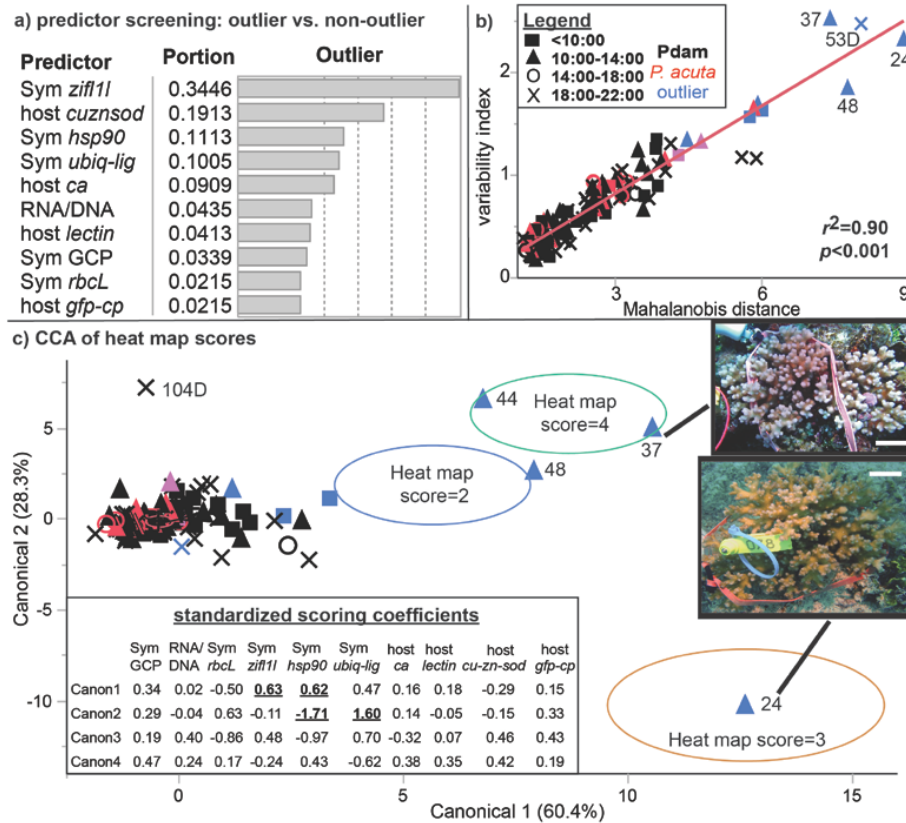 a) predictor screening: outlier vs. non-outlier
Predictor Portion Outlier
Sym zifl1l 0.3446
host cuznsod 0.1913
Sym hsp90 0.1113
Sym ubiq-lig 0.1005
host ca 0.0909
RNA/DNA 0.0435
host lectin 0.0413
Sym GCP 0.0339
Sym rbcL 0.0215
host gfp-cp 0.0215
b)
Legend
<10:00
10:00-14:00
14:00-18:00
18:00-22:00
Pdam
P. acuta
outlier
37
53D
24
48
variability index
2
1
0
r²=0.90
p<0.001
3 6 9
Mahalanobis distance
c) CCA of heat map scores
104D
44
Heat map
score=4
37
48
Heat map
score=2
Canonical 2 (28.3%)
5
0
-5
-10
standardized scoring coefficients
Sym RNA/ Sym Sym Sym Sym host host host host
GCP DNA rbcL zifl1l hsp90 ubiq-lig ca lectin cu-zn-sod gfp-cp
Canon1 0.34 0.02 -0.50 0.63 0.62 0.47 0.16 0.18 -0.29 0.15
Canon2 0.29 -0.04 0.63 -0.11 -1.71 1.60 0.14 -0.05 -0.15 0.33
Canon3 0.19 0.40 -0.86 0.48 -0.97 0.70 -0.32 0.07 0.46 0.43
Canon4 0.47 0.24 0.17 -0.24 0.43 -0.62 0.38 0.35 0.42 0.19
24
Heat map score=3
0 5 10 15
Canonical 1 (60.4%)